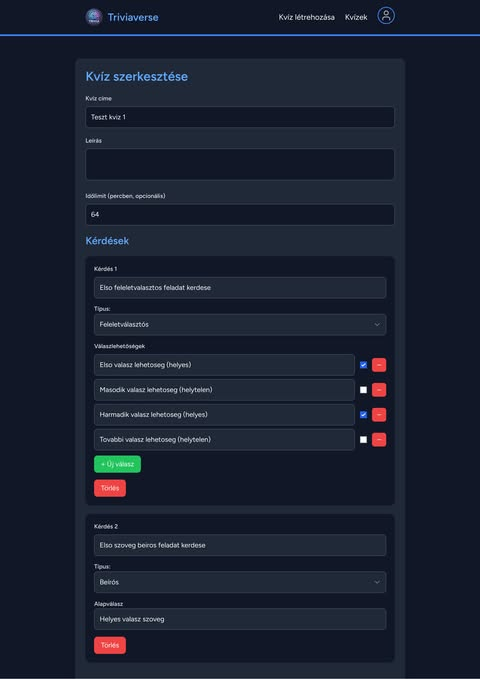 Triviaverse
Kvíz létrehozása
Kvízek
Kvíz szerkesztése
Kvíz címe
Teszt kviz 1
Leírás
Időlimit (percben, opcionális)
64
Kérdések
Kérdés 1
Elso feleletvalasztos feladat kerdese
Típus:
Feleletválasztós
Válaszlehetőségek
Elso valasz lehetoseg (helyes)
−
Masodik valasz lehetoseg (helytelen)
−
Harmadik valasz lehetoseg (helyes)
−
Tovabbi valasz lehetoseg (helytelen)
−
+ Új válasz
Törlés
Kérdés 2
Elso szoveg beiros feladat kerdese
Típus:
Beírós
Alapválasz
Helyes valasz szoveg
Törlés